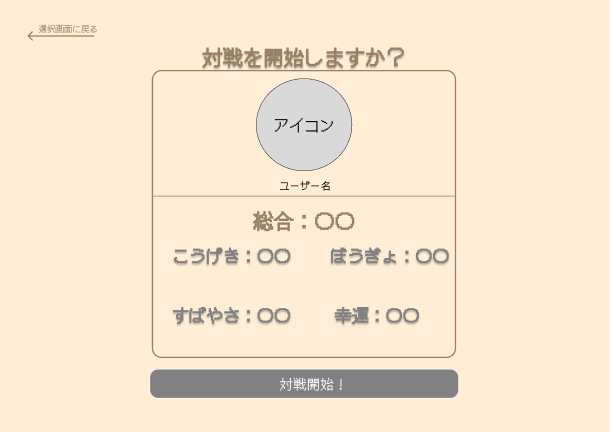 選択画面に戻る
対戦を開始しますか？
アイコン
ユーザー名
総合：〇〇
こうげき：〇〇 ぼうぎょ：〇〇
すばやさ：〇〇 幸運：〇〇
対戦開始！